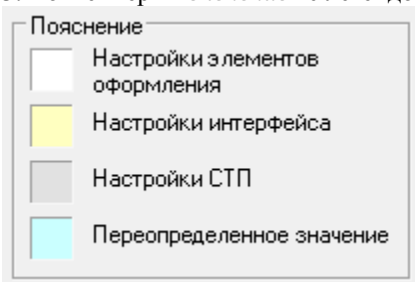 Пояснение
Настройки элементов
оформления
Настройки интерфейса
Настройки СТП
Переопределенное значение